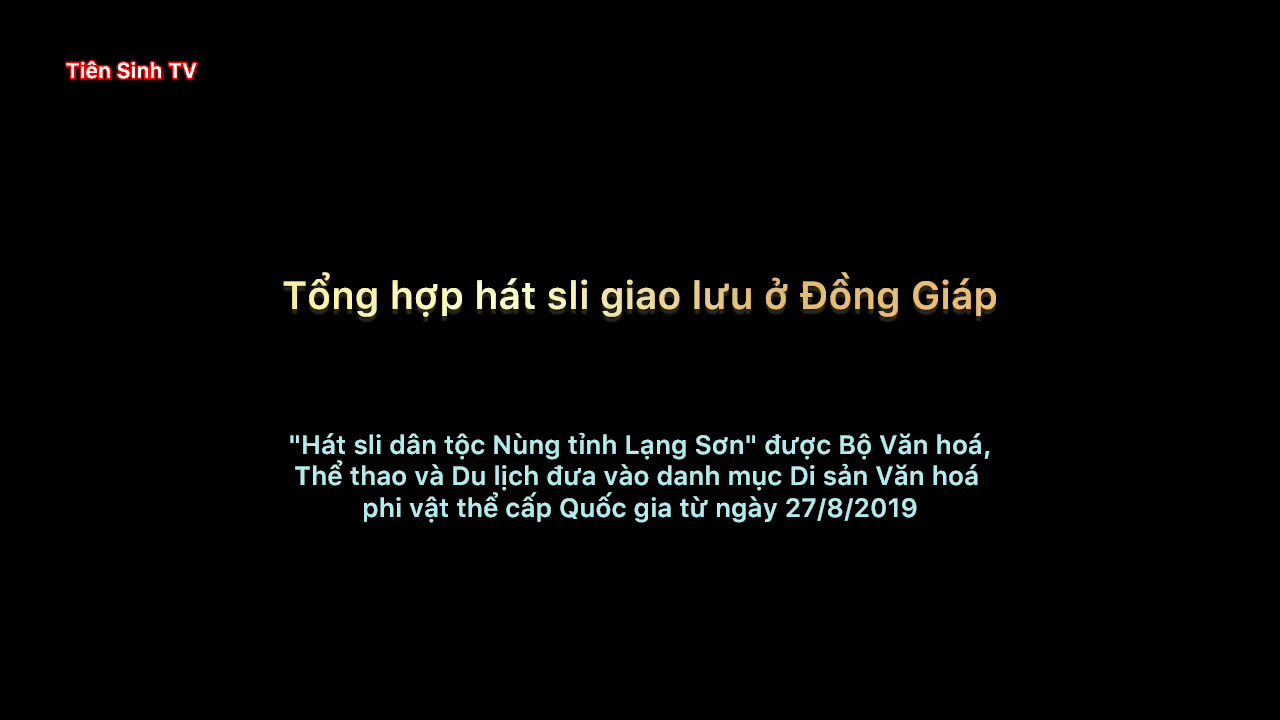 Tiên Sinh TV
Tổng hợp hát sli giao lưu ở Đồng Giáp
"Hát sli dân tộc Nùng tỉnh Lạng Sơn" được Bộ Văn hoá,
Thể thao và Du lịch đưa vào danh mục Di sản Văn hoá
phi vật thể cấp Quốc gia từ ngày 27/8/2019